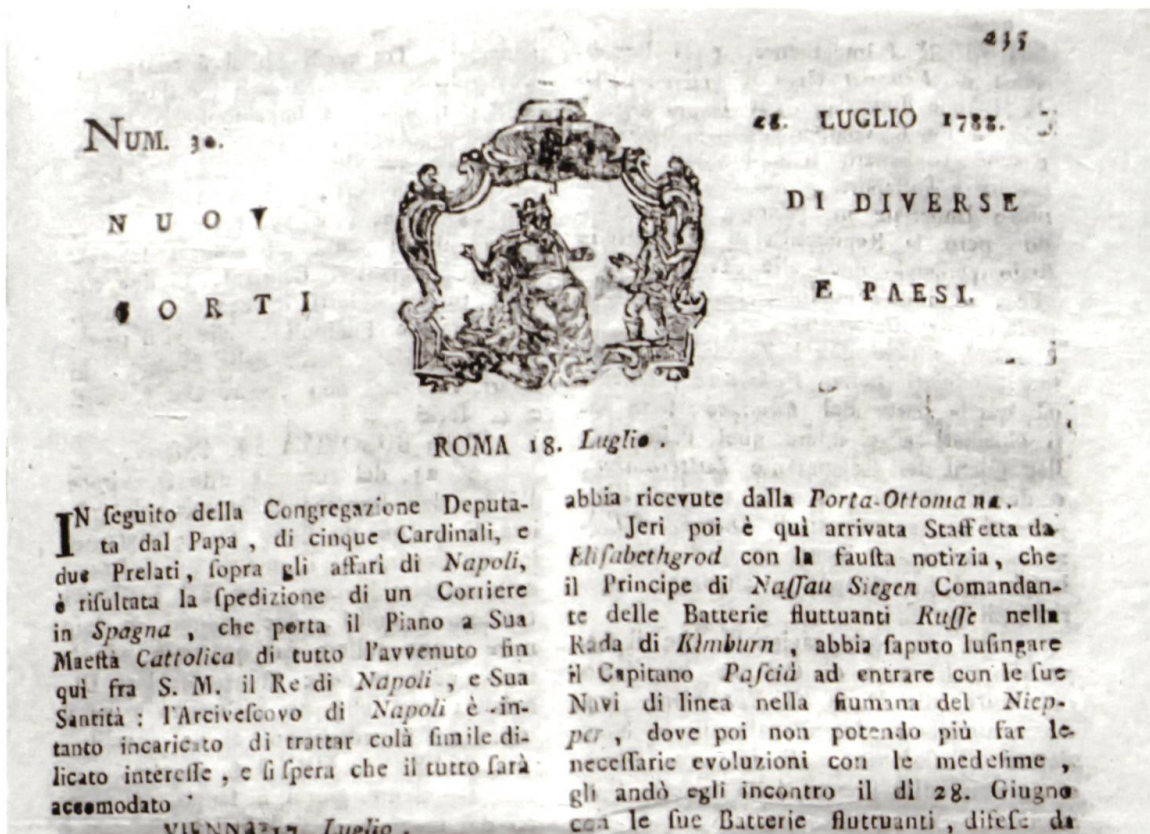 235
NUM. 30.
28. LUGLIO 1788.
NUOV
DI DIVERSE
CORTI
E PAESI.
ROMA 18. Luglio.
IN ſeguito della Congregazione Deputa-
ta dal Papa, di cinque Cardinali, e
due Prelati, ſopra gli affari di Napoli,
è riſultata la ſpedizione di un Corriere
in Spagna, che porta il Piano a Sua
Maeſtà Cattolica di tutto l'avvenuto fin
quì fra S. M. il Re di Napoli, e Sua
Santità: l'Arciveſcovo di Napoli è in-
tanto incaricato di trattar colà ſimile di-
licato intereſſe, e ſi ſpera che il tutto ſarà
accomodato
VIENNA 17 Luglio.
abbia ricevute dalla Porta-Ottomana.
Jeri poi è quì arrivata Staffetta da
Eliſabethgrod con la fauſta notizia, che
il Principe di Naſſau Siegen Comandan-
te delle Batterie fluttuanti Ruſſe nella
Rada di Kimburn, abbia ſaputo luſingare
il Capitano Paſcià ad entrare con le ſue
Navi di linea nella fiumana del Niep-
per, dove poi non potendo più far le
neceſſarie evoluzioni con le medeſime,
gli andò egli incontro il dì 28. Giugno
con le ſue Batterie fluttuanti, difeſe da